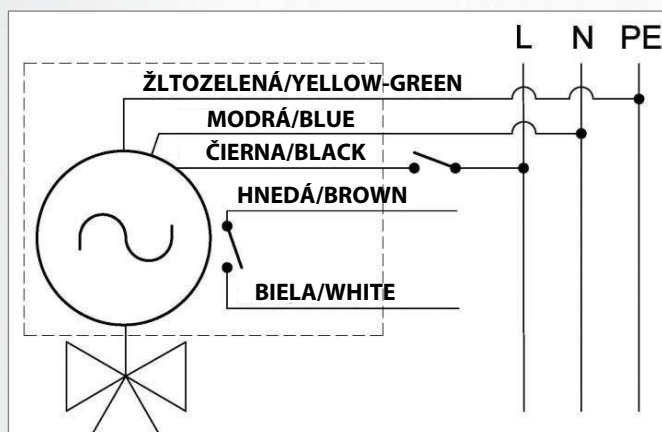 L N PE
ŽLTOZELENÁ/YELLOW-GREEN
MODRÁ/BLUE
ČIERNA/BLACK
HNEDÁ/BROWN
BIELA/WHITE